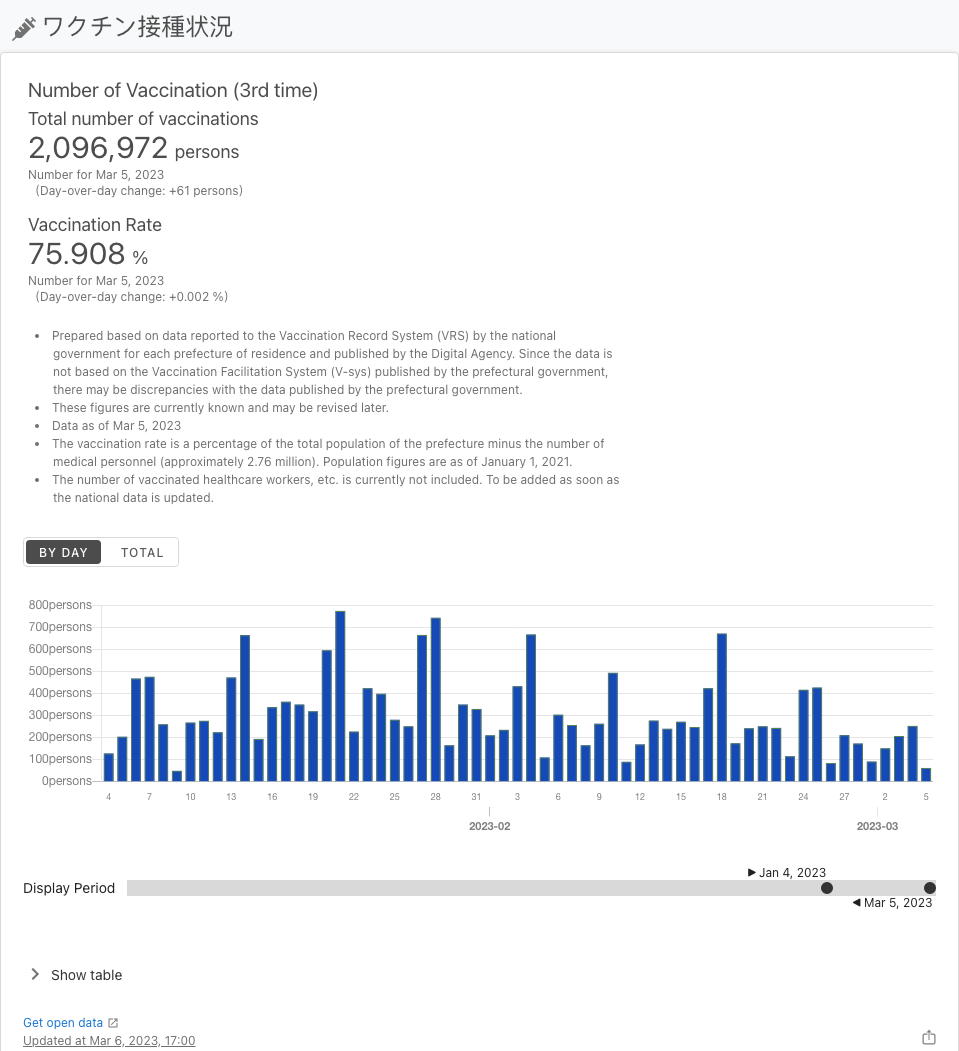 ワクチン接種状況
Number of Vaccination (3rd time)
Total number of vaccinations
2,096,972 persons
Number for Mar 5, 2023
(Day-over-day change: +61 persons)
Vaccination Rate
75.908 %
Number for Mar 5, 2023
(Day-over-day change: +0.002 %)
• Prepared based on data reported to the Vaccination Record System (VRS) by the national
government for each prefecture of residence and published by the Digital Agency. Since the data is
not based on the Vaccination Facilitation System (V-sys) published by the prefectural government,
there may be discrepancies with the data published by the prefectural government.
• These figures are currently known and may be revised later.
• Data as of Mar 5, 2023
• The vaccination rate is a percentage of the total population of the prefecture minus the number of
medical personnel (approximately 2.76 million). Population figures are as of January 1, 2021.
• The number of vaccinated healthcare workers, etc. is currently not included. To be added as soon as
the national data is updated.
BY DAY TOTAL
800persons
700persons
600persons
500persons
400persons
300persons
200persons
100persons
0persons
4 7 10 13 16 19 22 25 28 31 3 6 9 12 15 18 21 24 27 2 5
2023-02 2023-03
Jan 4, 2023
Display Period
Mar 5, 2023
Show table
Get open data
Updated at Mar 6, 2023, 17:00